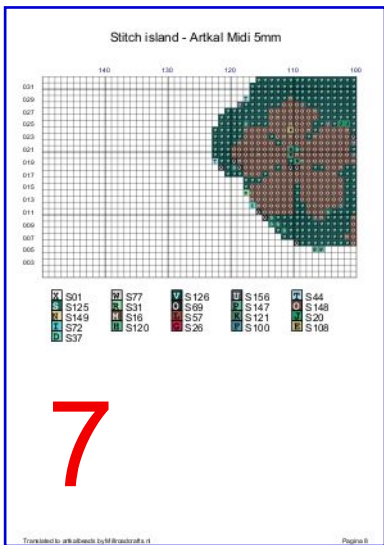 Stitch island - Artkal Midi 5mm
140 130 120 110 100
031
029
027
025
023
021
019
017
015
013
011
009
007
005
003
X S01 W S77 V S126 U S156 T S44
S S125 R S31 O S69 P S147 O S148
N S149 M S16 L S57 K S121 J S20
I S72 H S120 G S26 F S100 E S108
D S37
7
Translated to artkalbeads by Milroadcrafts.nl Pagina 8